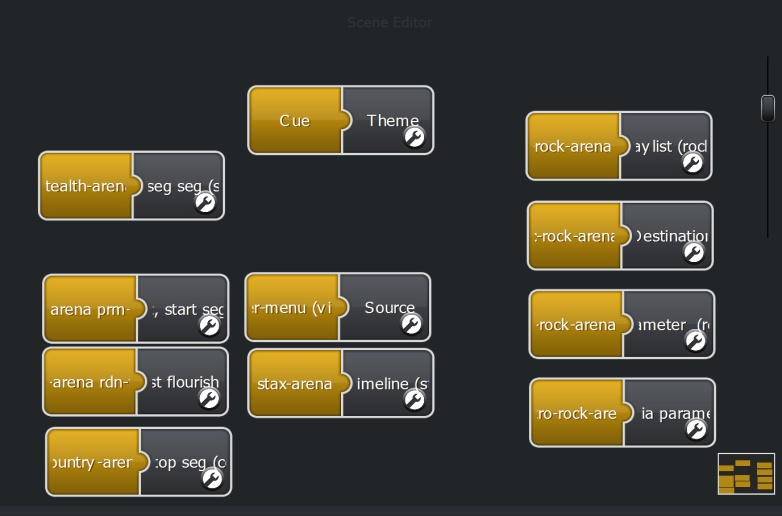 Scene Editor
Cue Theme
rock-arena ay list (rock
tealth-aren seg seg (s
-rock-arena Destination
arena prm- , start seg
r-menu (vi Source
-rock-arena ameter (r
-arena rdn- st flourish
stax-arena imeline (s
ro-rock-are ia parame
ountry-aren top seg (c